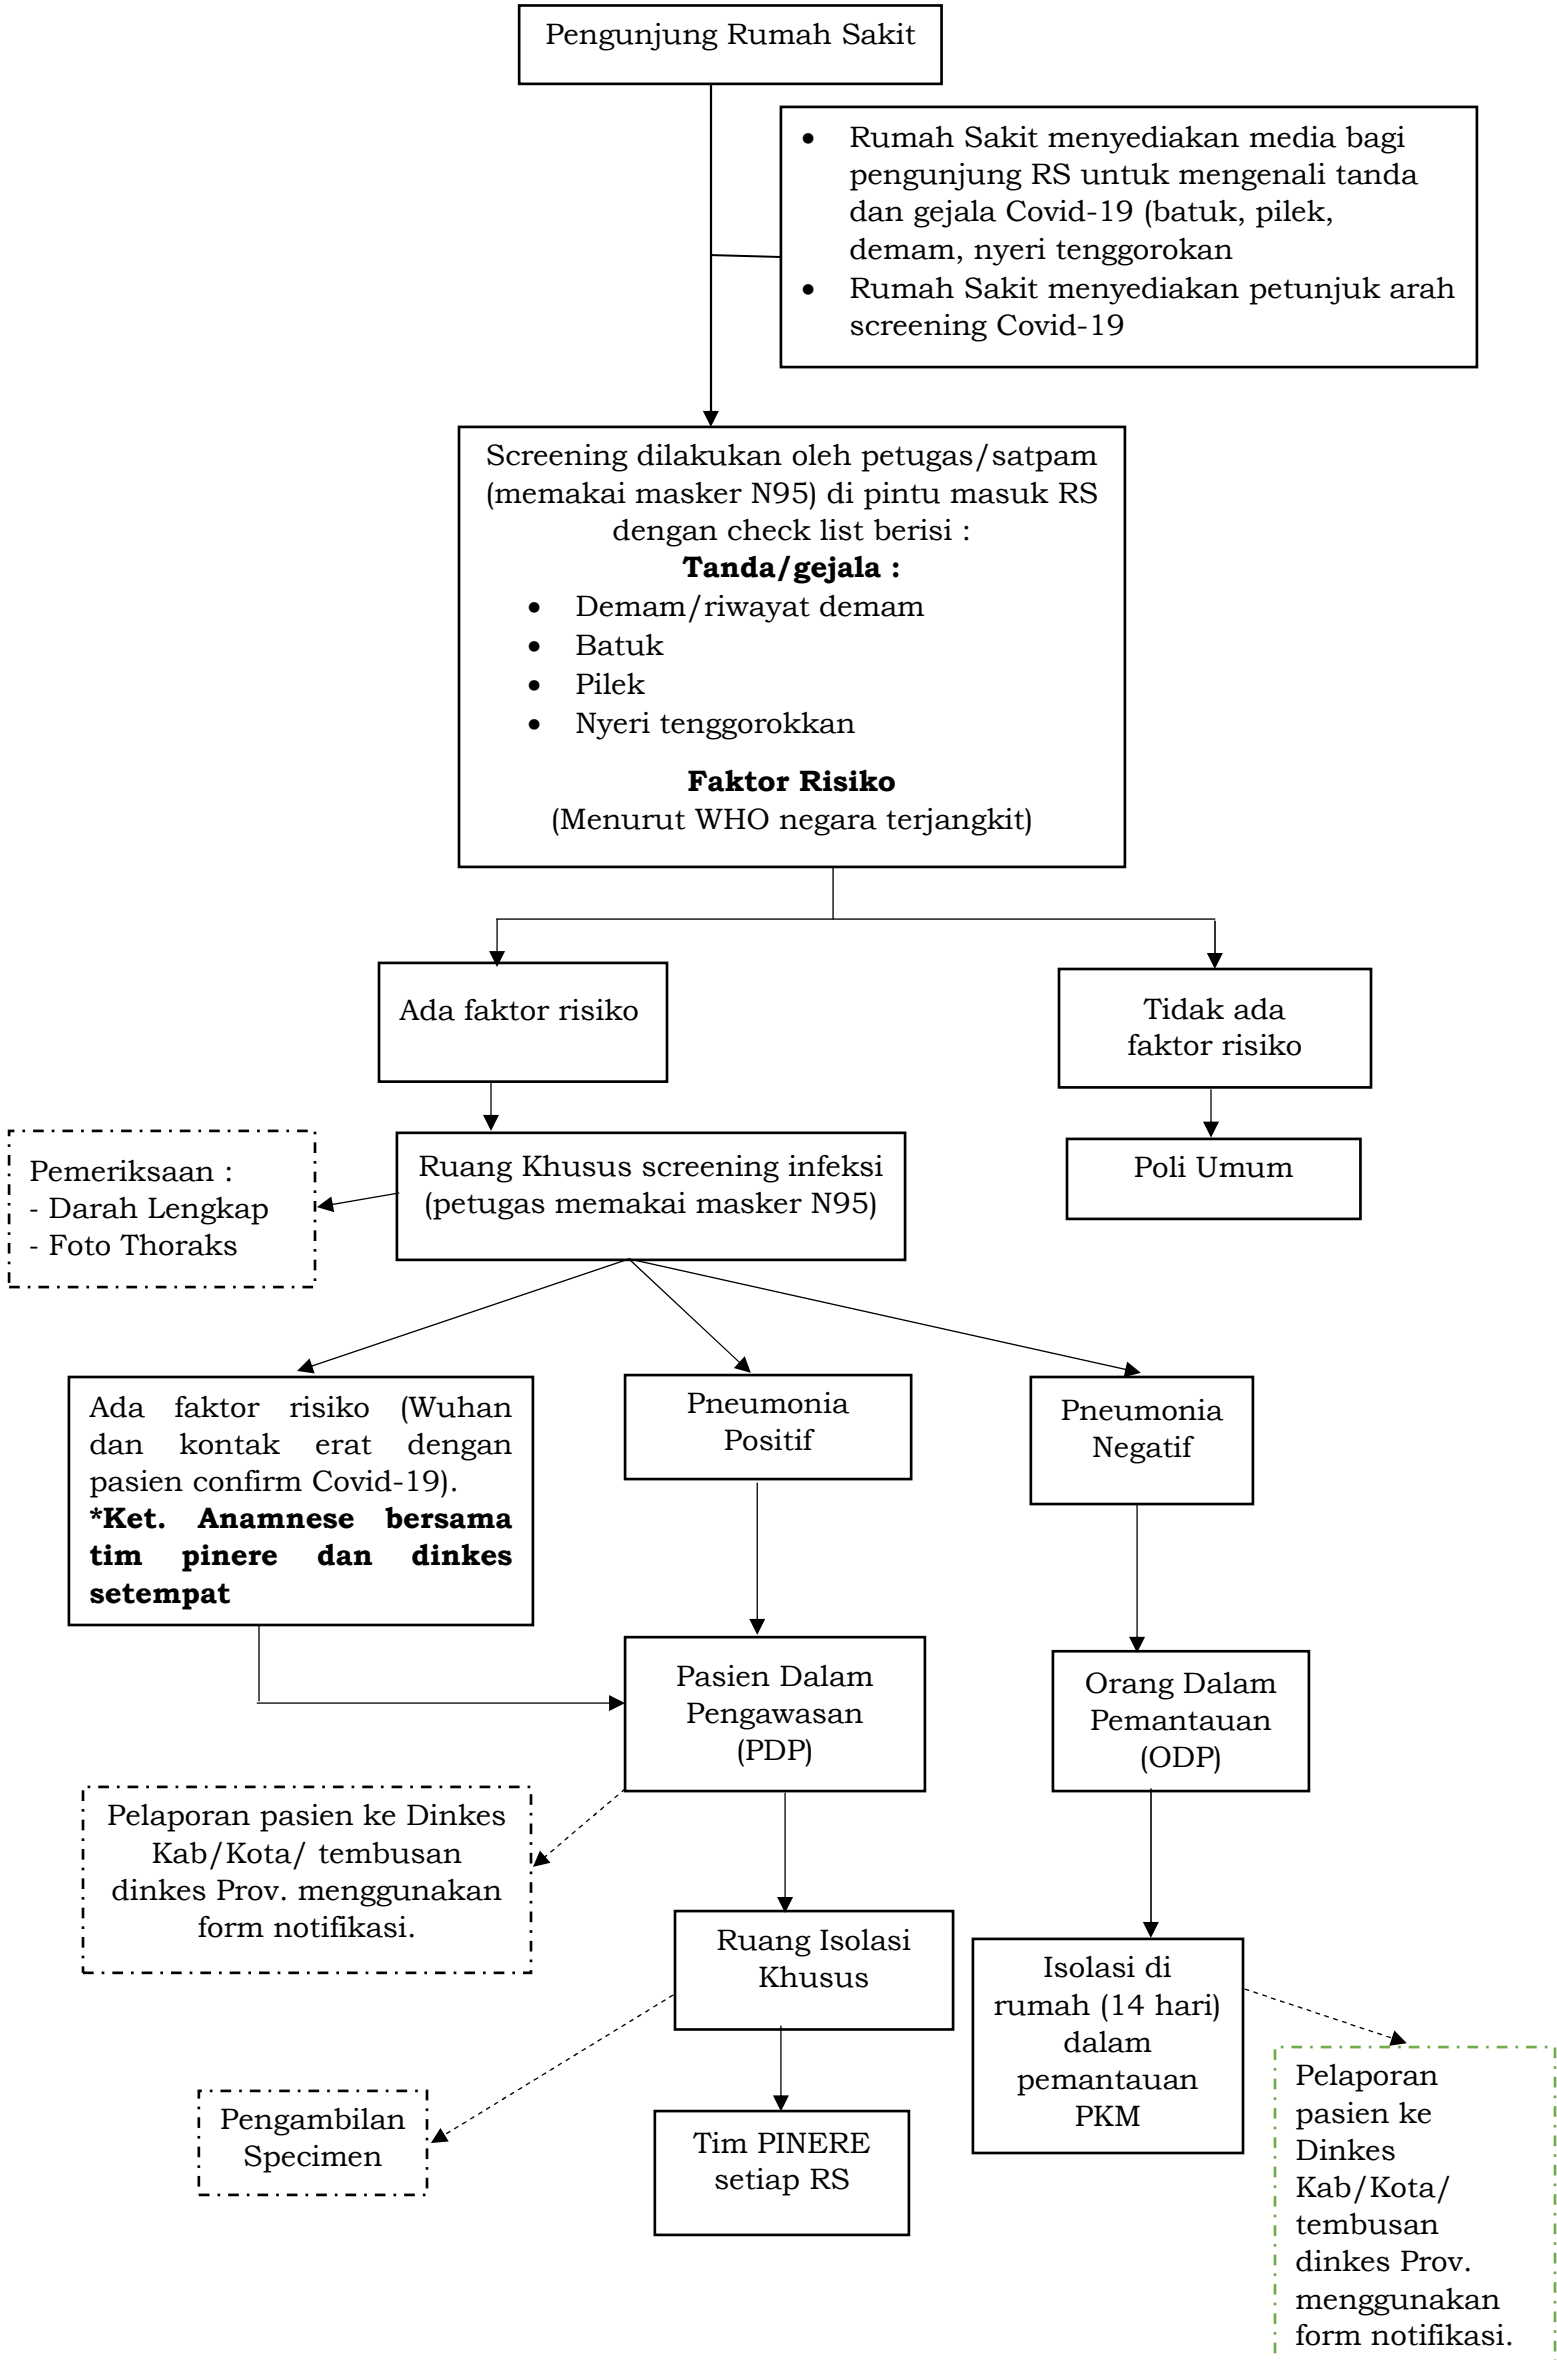 Pengunjung Rumah Sakit
• Rumah Sakit menyediakan media bagi
pengunjung RS untuk mengenali tanda
dan gejala Covid-19 (batuk, pilek,
demam, nyeri tenggorokan
• Rumah Sakit menyediakan petunjuk arah
screening Covid-19
Screening dilakukan oleh petugas/satpam
(memakai masker N95) di pintu masuk RS
dengan check list berisi :
Tanda/gejala :
• Demam/riwayat demam
• Batuk
• Pilek
• Nyeri tenggorokkan
Faktor Risiko
(Menurut WHO negara terjangkit)
Ada faktor risiko
Tidak ada
faktor risiko
Pemeriksaan :
- Darah Lengkap
- Foto Thoraks
Ruang Khusus screening infeksi
(petugas memakai masker N95)
Poli Umum
Ada faktor risiko (Wuhan
dan kontak erat dengan
pasien confirm Covid-19).
*Ket. Anamnese bersama
tim pinere dan dinkes
setempat
Pneumonia
Positif
Pneumonia
Negatif
Pasien Dalam
Pengawasan
(PDP)
Orang Dalam
Pemantauan
(ODP)
Pelaporan pasien ke Dinkes
Kab/Kota/ tembusan
dinkes Prov. menggunakan
form notifikasi.
Ruang Isolasi
Khusus
Isolasi di
rumah (14 hari)
dalam
pemantauan
PKM
Pengambilan
Specimen
Tim PINERE
setiap RS
Pelaporan
pasien ke
Dinkes
Kab/Kota/
tembusan
dinkes Prov.
menggunakan
form notifikasi.